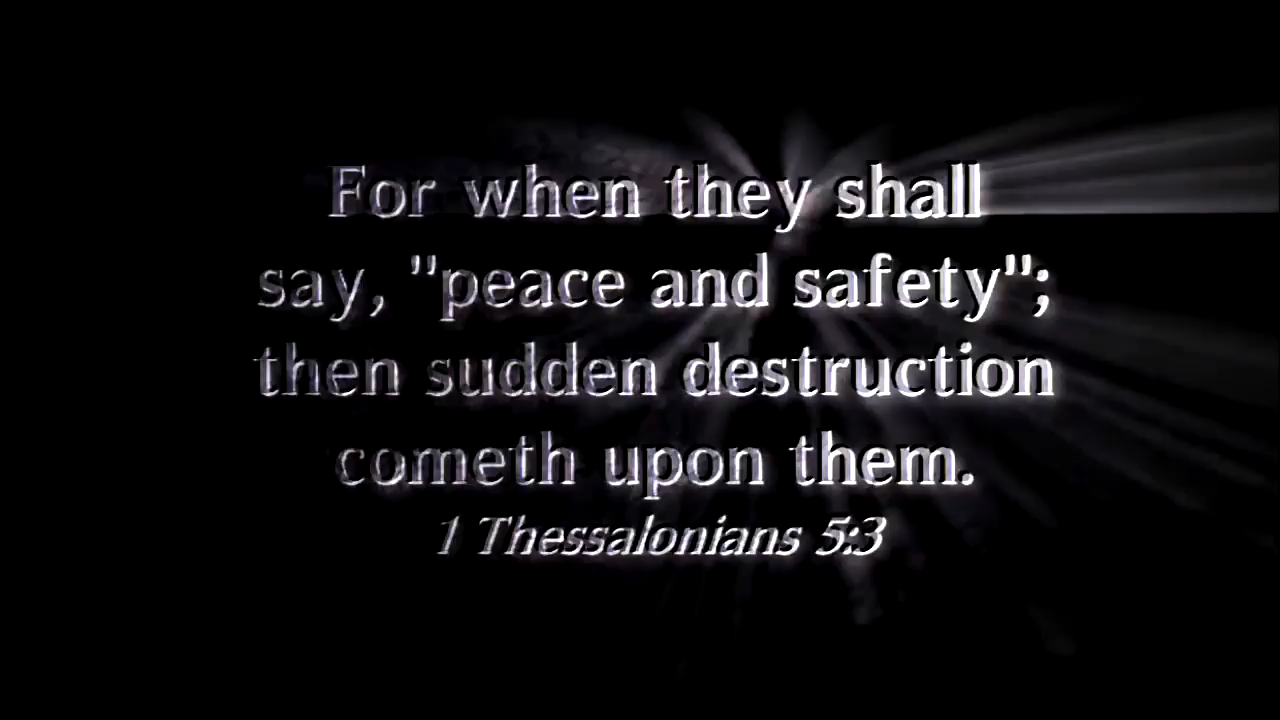 For when they shall
say, "peace and safety";
then sudden destruction
cometh upon them.
1 Thessalonians 5:3